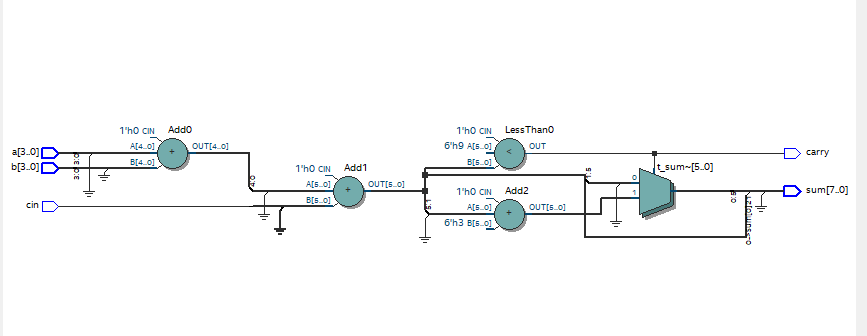 Add0
1'h0 CIN
A[4..0]
B[4..0]
OUT[4..0]
a[3..0]
b[3..0]
cin
3:0
3:0
3:0
4:0
Add1
1'h0 CIN
A[5..0]
B[5..0]
OUT[5..0]
5:1
LessThan0
1'h0 CIN
6'h9 A[5..0]
B[5..0]
OUT
Add2
1'h0 CIN
A[5..0]
6'h3 B[5..0]
OUT[5..0]
t_sum~[5..0]
0
1
carry
sum[7..0]